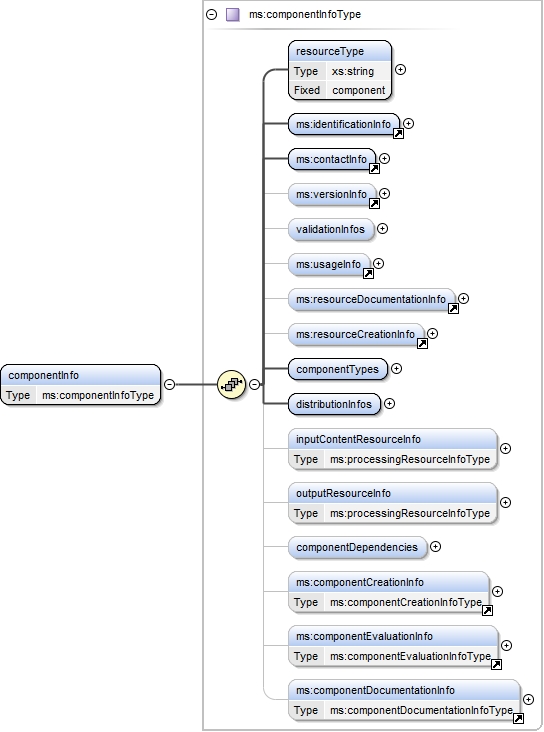 ms:componentInfoType
resourceType
Type xs:string
Fixed component
ms:identificationInfo
ms:contactInfo
ms:versionInfo
validationInfos
ms:usageInfo
ms:resourceDocumentationInfo
ms:resourceCreationInfo
componentInfo
Type ms:componentInfoType
componentTypes
distributionInfos
inputContentResourceInfo
Type ms:processingResourceInfoType
outputResourceInfo
Type ms:processingResourceInfoType
componentDependencies
ms:componentCreationInfo
Type ms:componentCreationInfoType
ms:componentEvaluationInfo
Type ms:componentEvaluationInfoType
ms:componentDocumentationInfo
Type ms:componentDocumentationInfoType